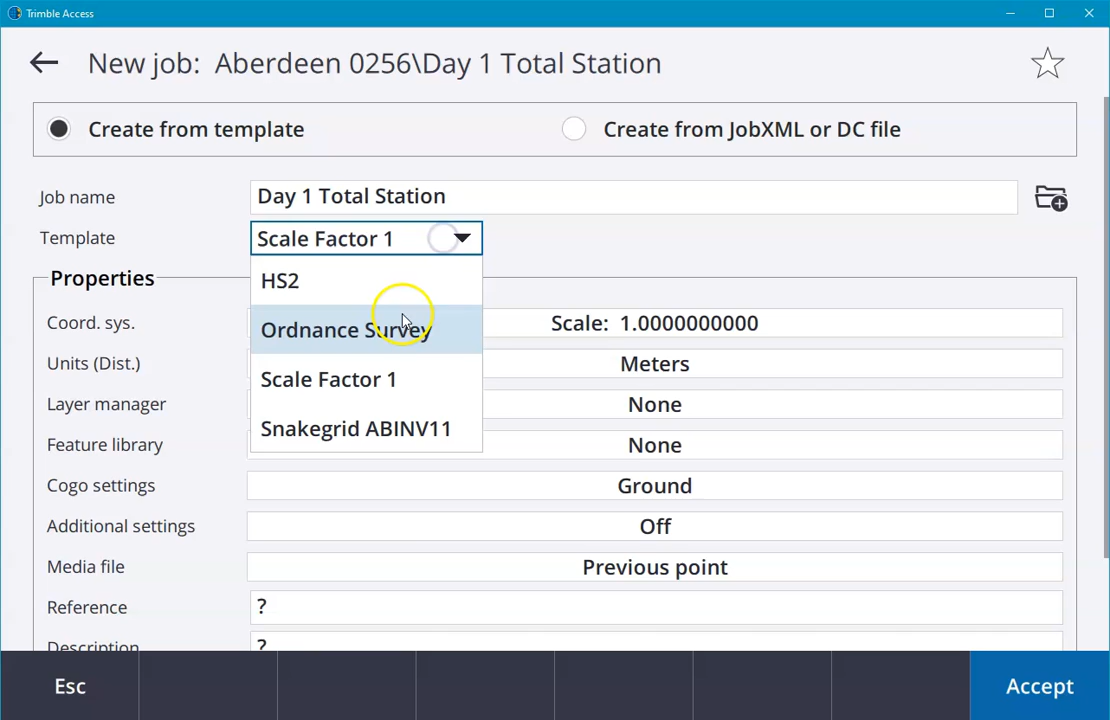 Trimble Access
New job: Aberdeen 0256\Day 1 Total Station
Create from template
Create from JobXML or DC file
Job name
Day 1 Total Station
Template
Scale Factor 1
HS2
Ordnance Survey
Scale Factor 1
Snakegrid ABINV11
Properties
Coord. sys.
Scale: 1.0000000000
Units (Dist.)
Meters
Layer manager
None
Feature library
None
Cogo settings
Ground
Additional settings
Off
Media file
Previous point
Reference
?
Description
?
Esc
Accept